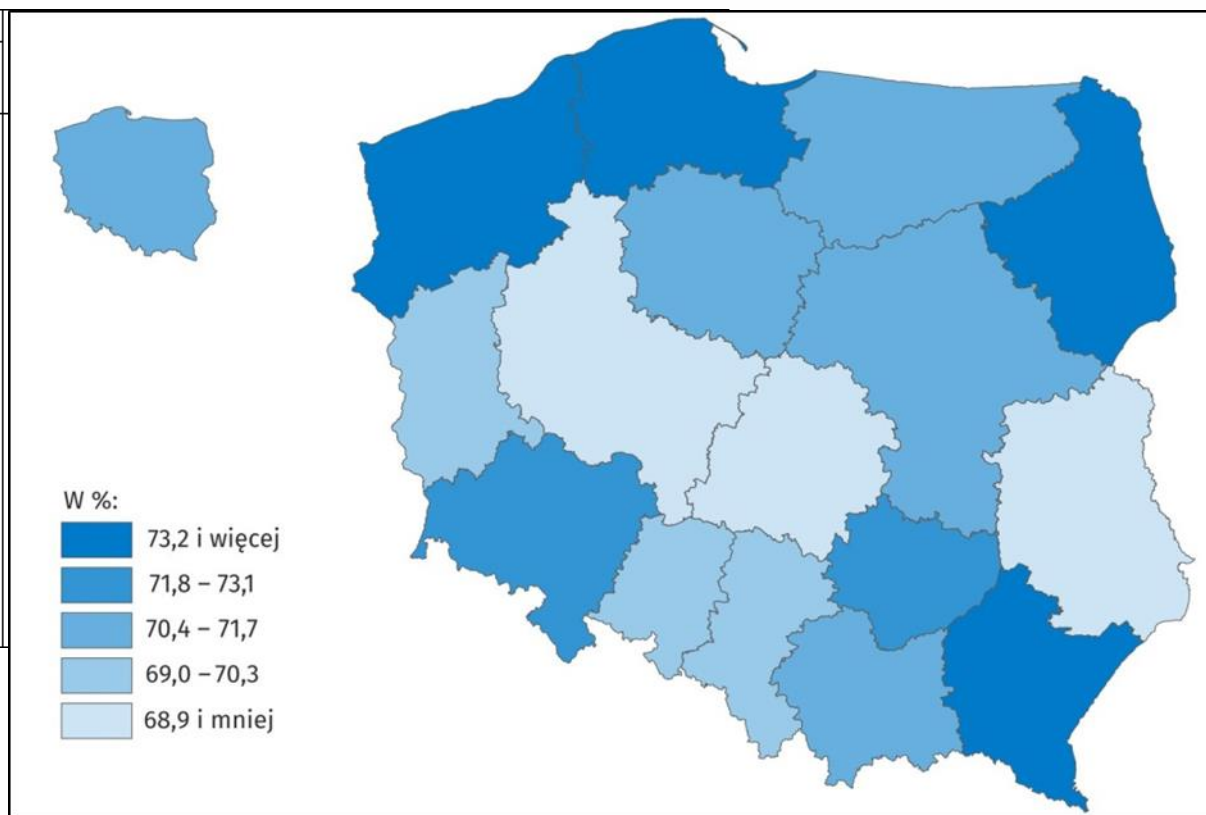 W %:
73,2 i więcej
71,8 – 73,1
70,4 – 71,7
69,0 – 70,3
68,9 i mniej